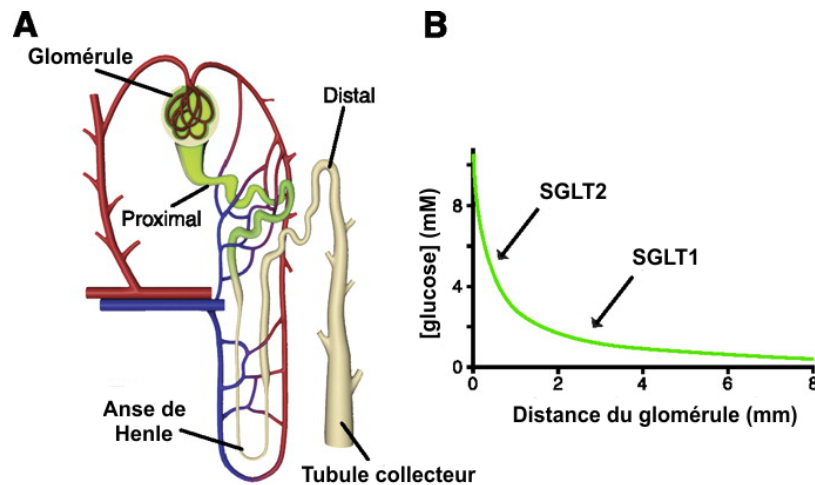 A
Glomérule
Distal
Proximal
Anse de
Henle
Tubule collecteur
B
[glucose] (mM)
8
4
0
SGLT2
SGLT1
0
2
4
6
8
Distance du glomérule (mm)